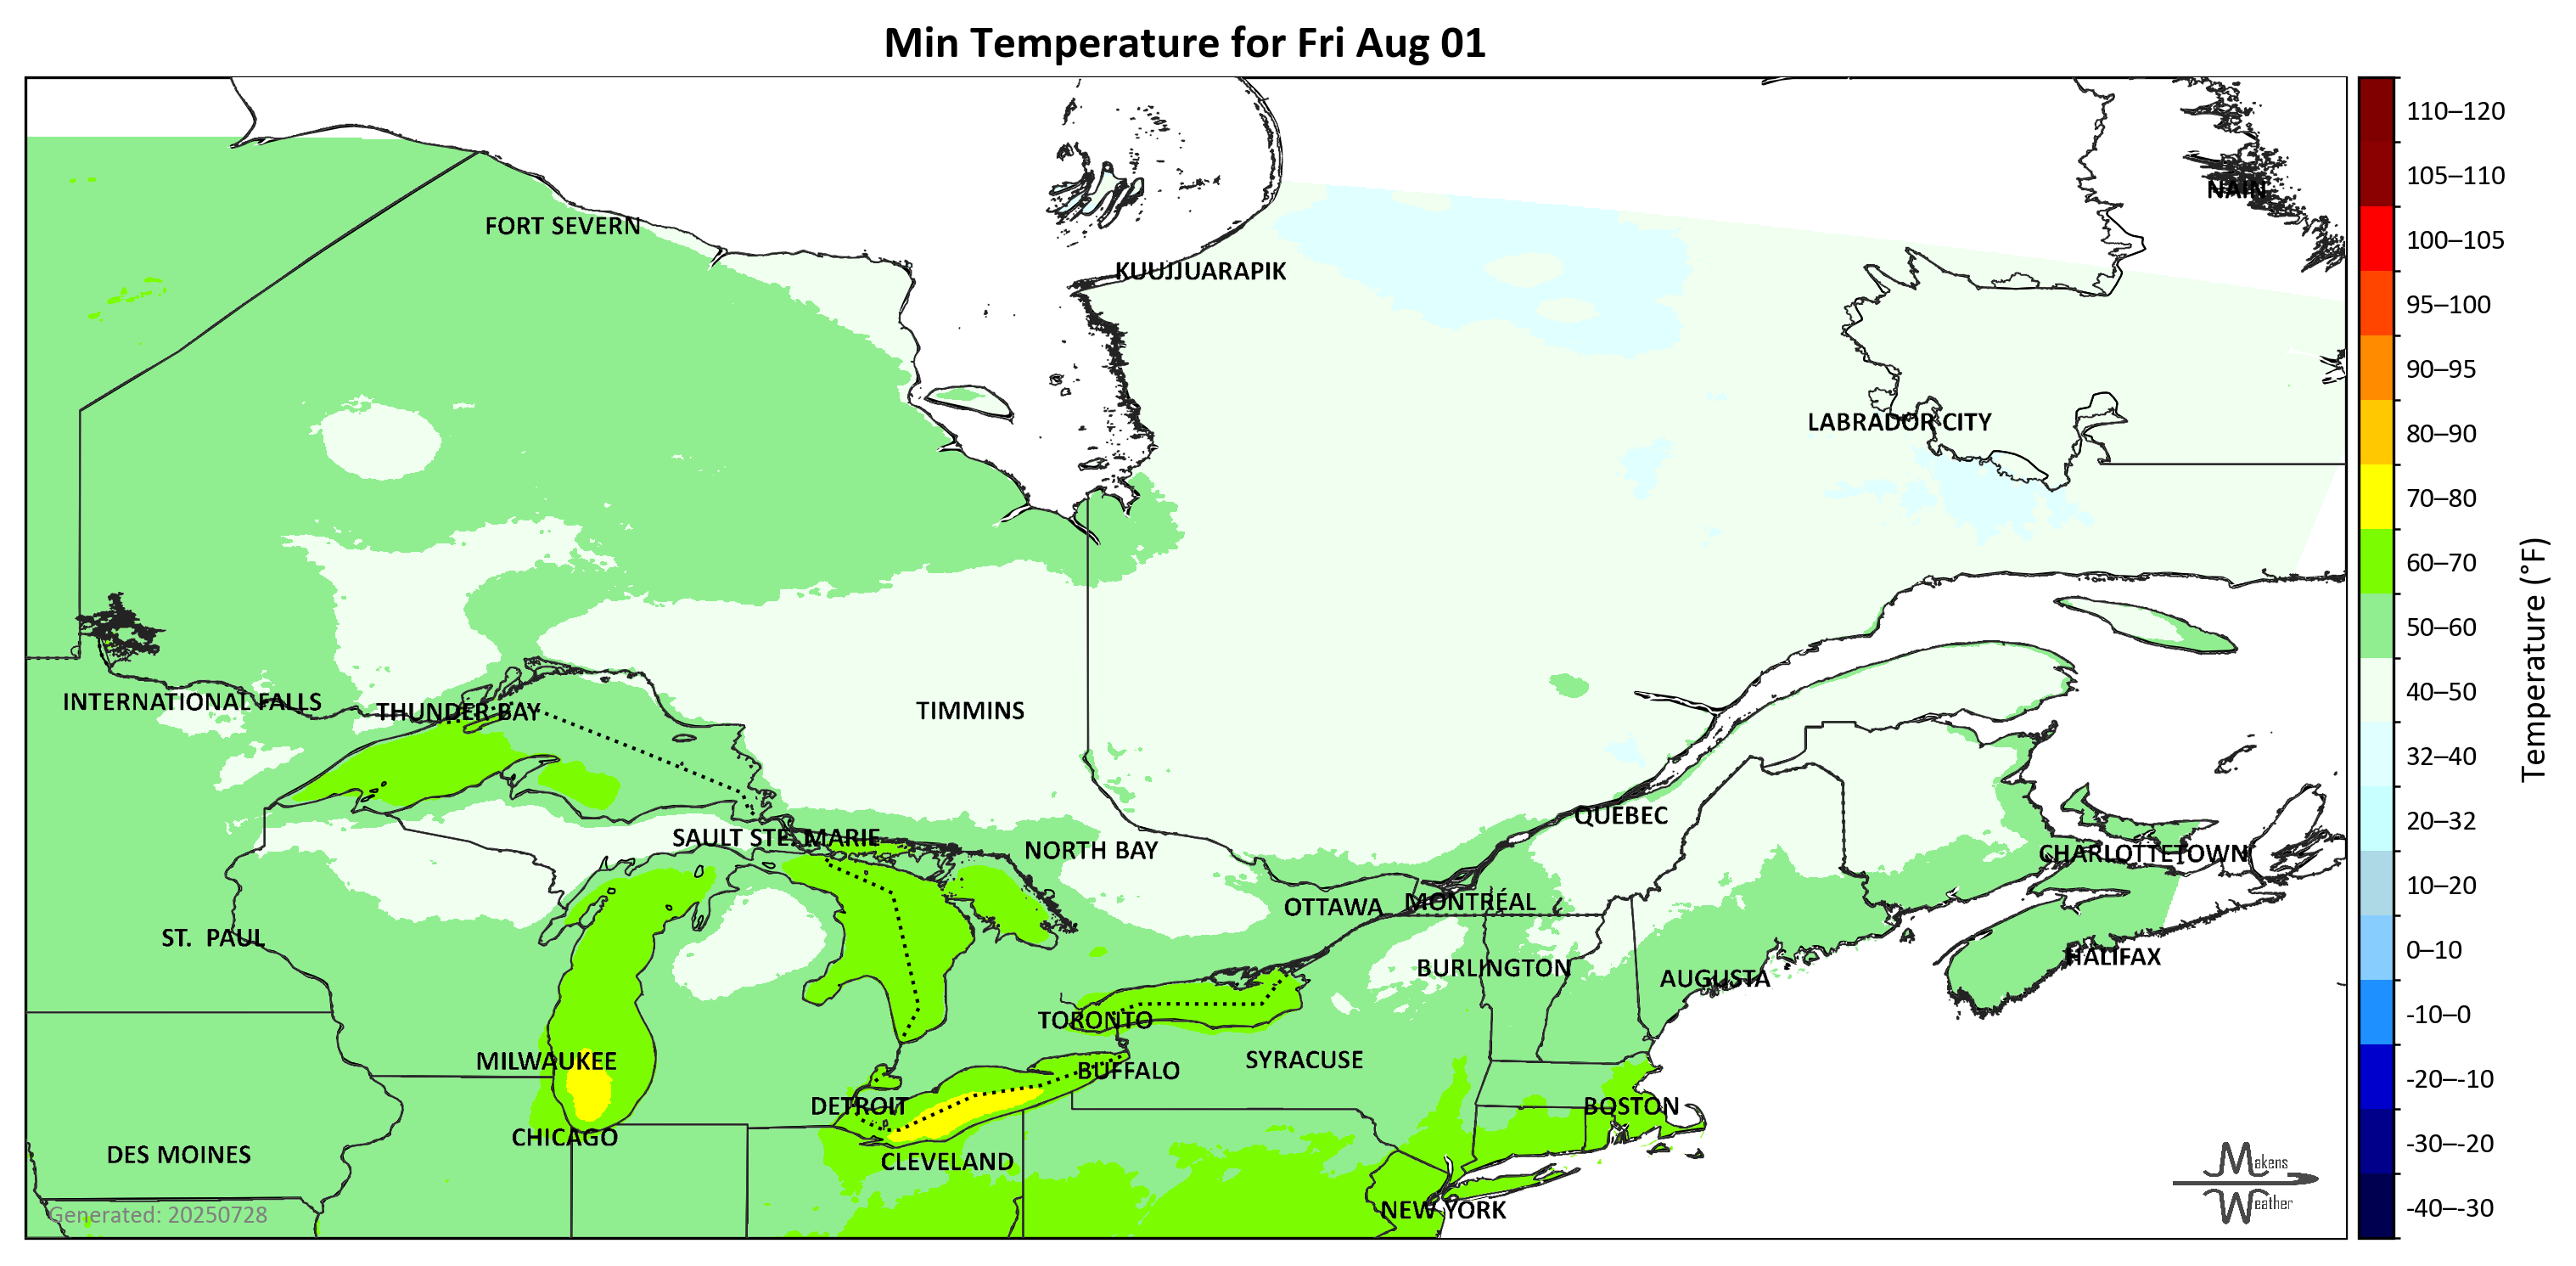 Min Temperature for Fri Aug 01
110–120
105–110
NAIN
FORT SEVERN
100–105
KUUJJUARAPIK
95–100
90–95
LABRADOR CITY
80–90
70–80
60–70
50–60
INTERNATIONAL FALLS
THUNDER BAY
TIMMINS
40–50
32–40
Temperature (°F)
QUEBEC
20–32
SAULT STE. MARIE
NORTH BAY
CHARLOTTETOWN
10–20
OTTAWA
MONTRÉAL
ST. PAUL
0–10
HALIFAX
BURLINGTON
AUGUSTA
TORONTO
-10–0
MILWAUKEE
SYRACUSE
BUFFALO
-20–-10
DETROIT
BOSTON
CHICAGO
-30–-20
DES MOINES
CLEVELAND
Makens
Weather
NEW YORK
-40–-30
Generated: 20250728